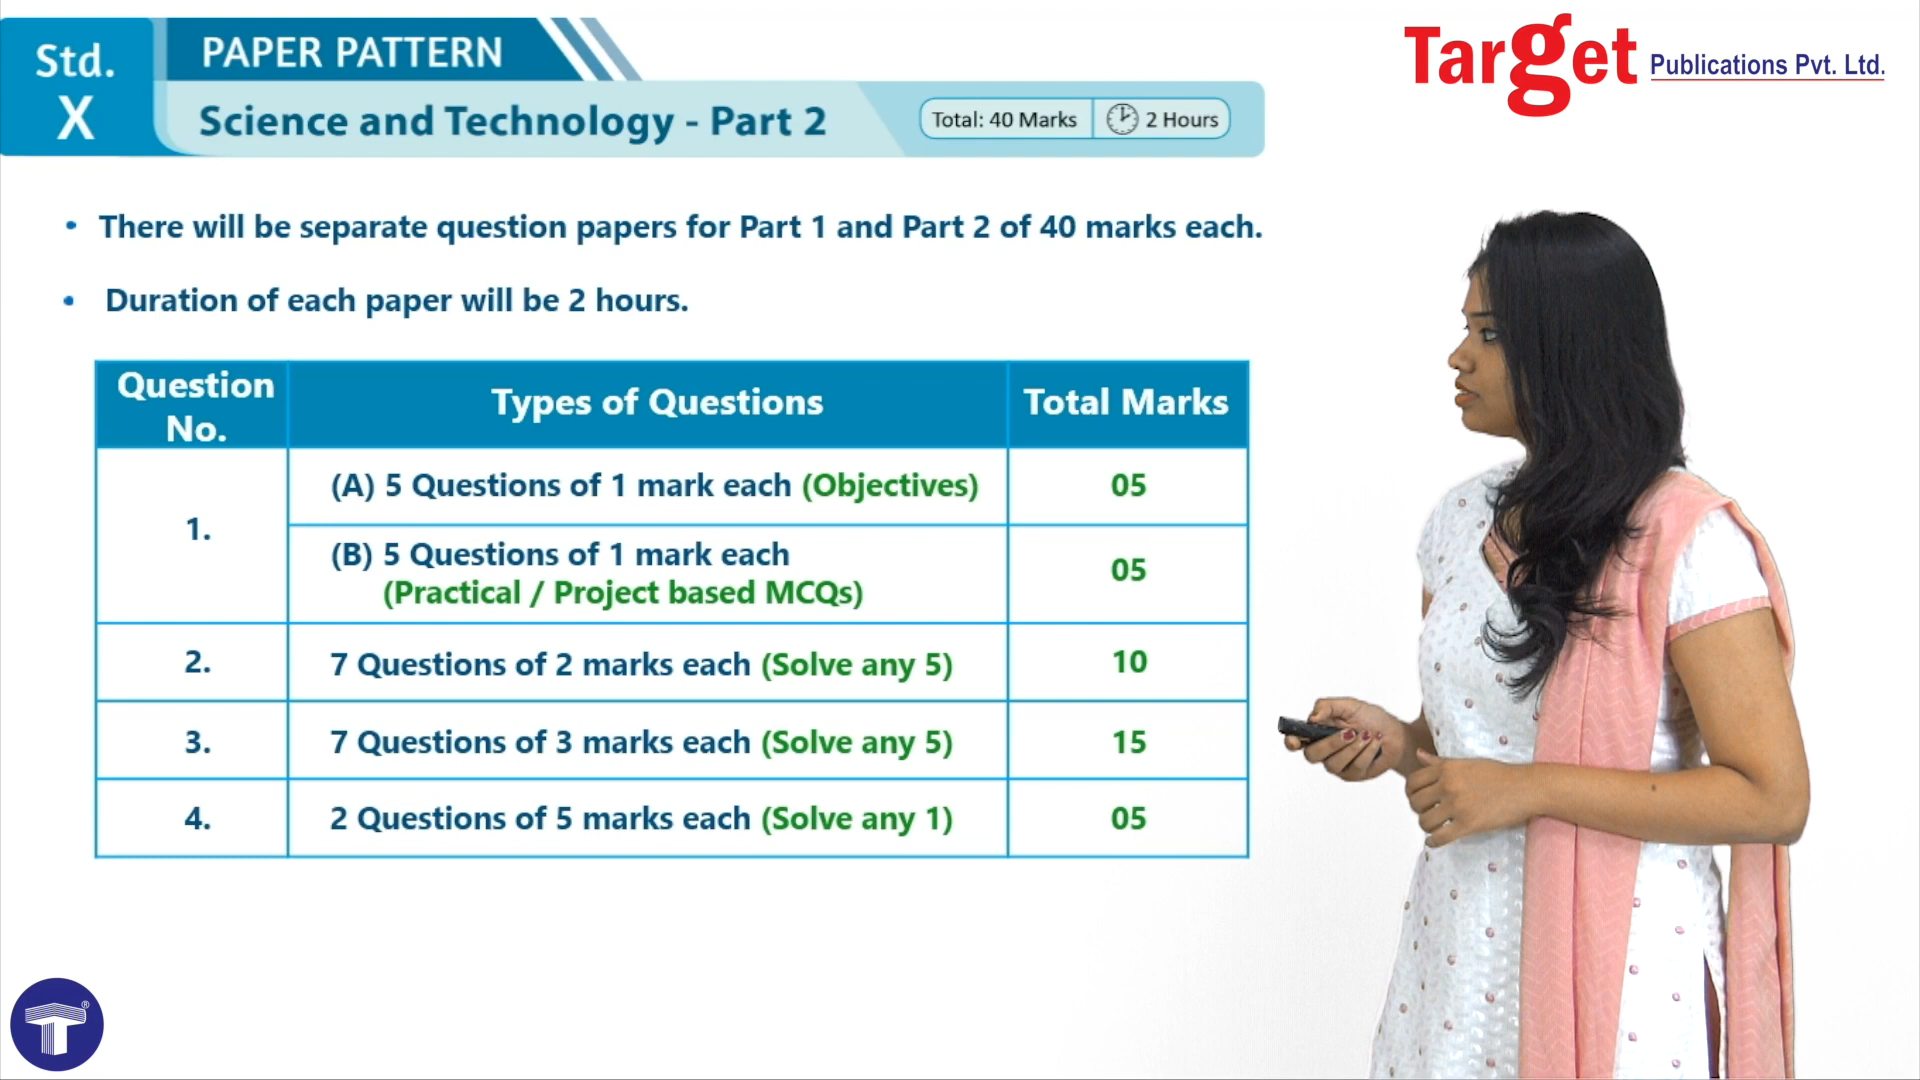 Std.
X
PAPER PATTERN
Science and Technology - Part 2
Total: 40 Marks
2 Hours
Target Publications Pvt. Ltd.
• There will be separate question papers for Part 1 and Part 2 of 40 marks each.
• Duration of each paper will be 2 hours.
Question No.
Types of Questions
Total Marks
1.
(A) 5 Questions of 1 mark each (Objectives)
05
(B) 5 Questions of 1 mark each
(Practical / Project based MCQs)
05
2.
7 Questions of 2 marks each (Solve any 5)
10
3.
7 Questions of 3 marks each (Solve any 5)
15
4.
2 Questions of 5 marks each (Solve any 1)
05
T
®